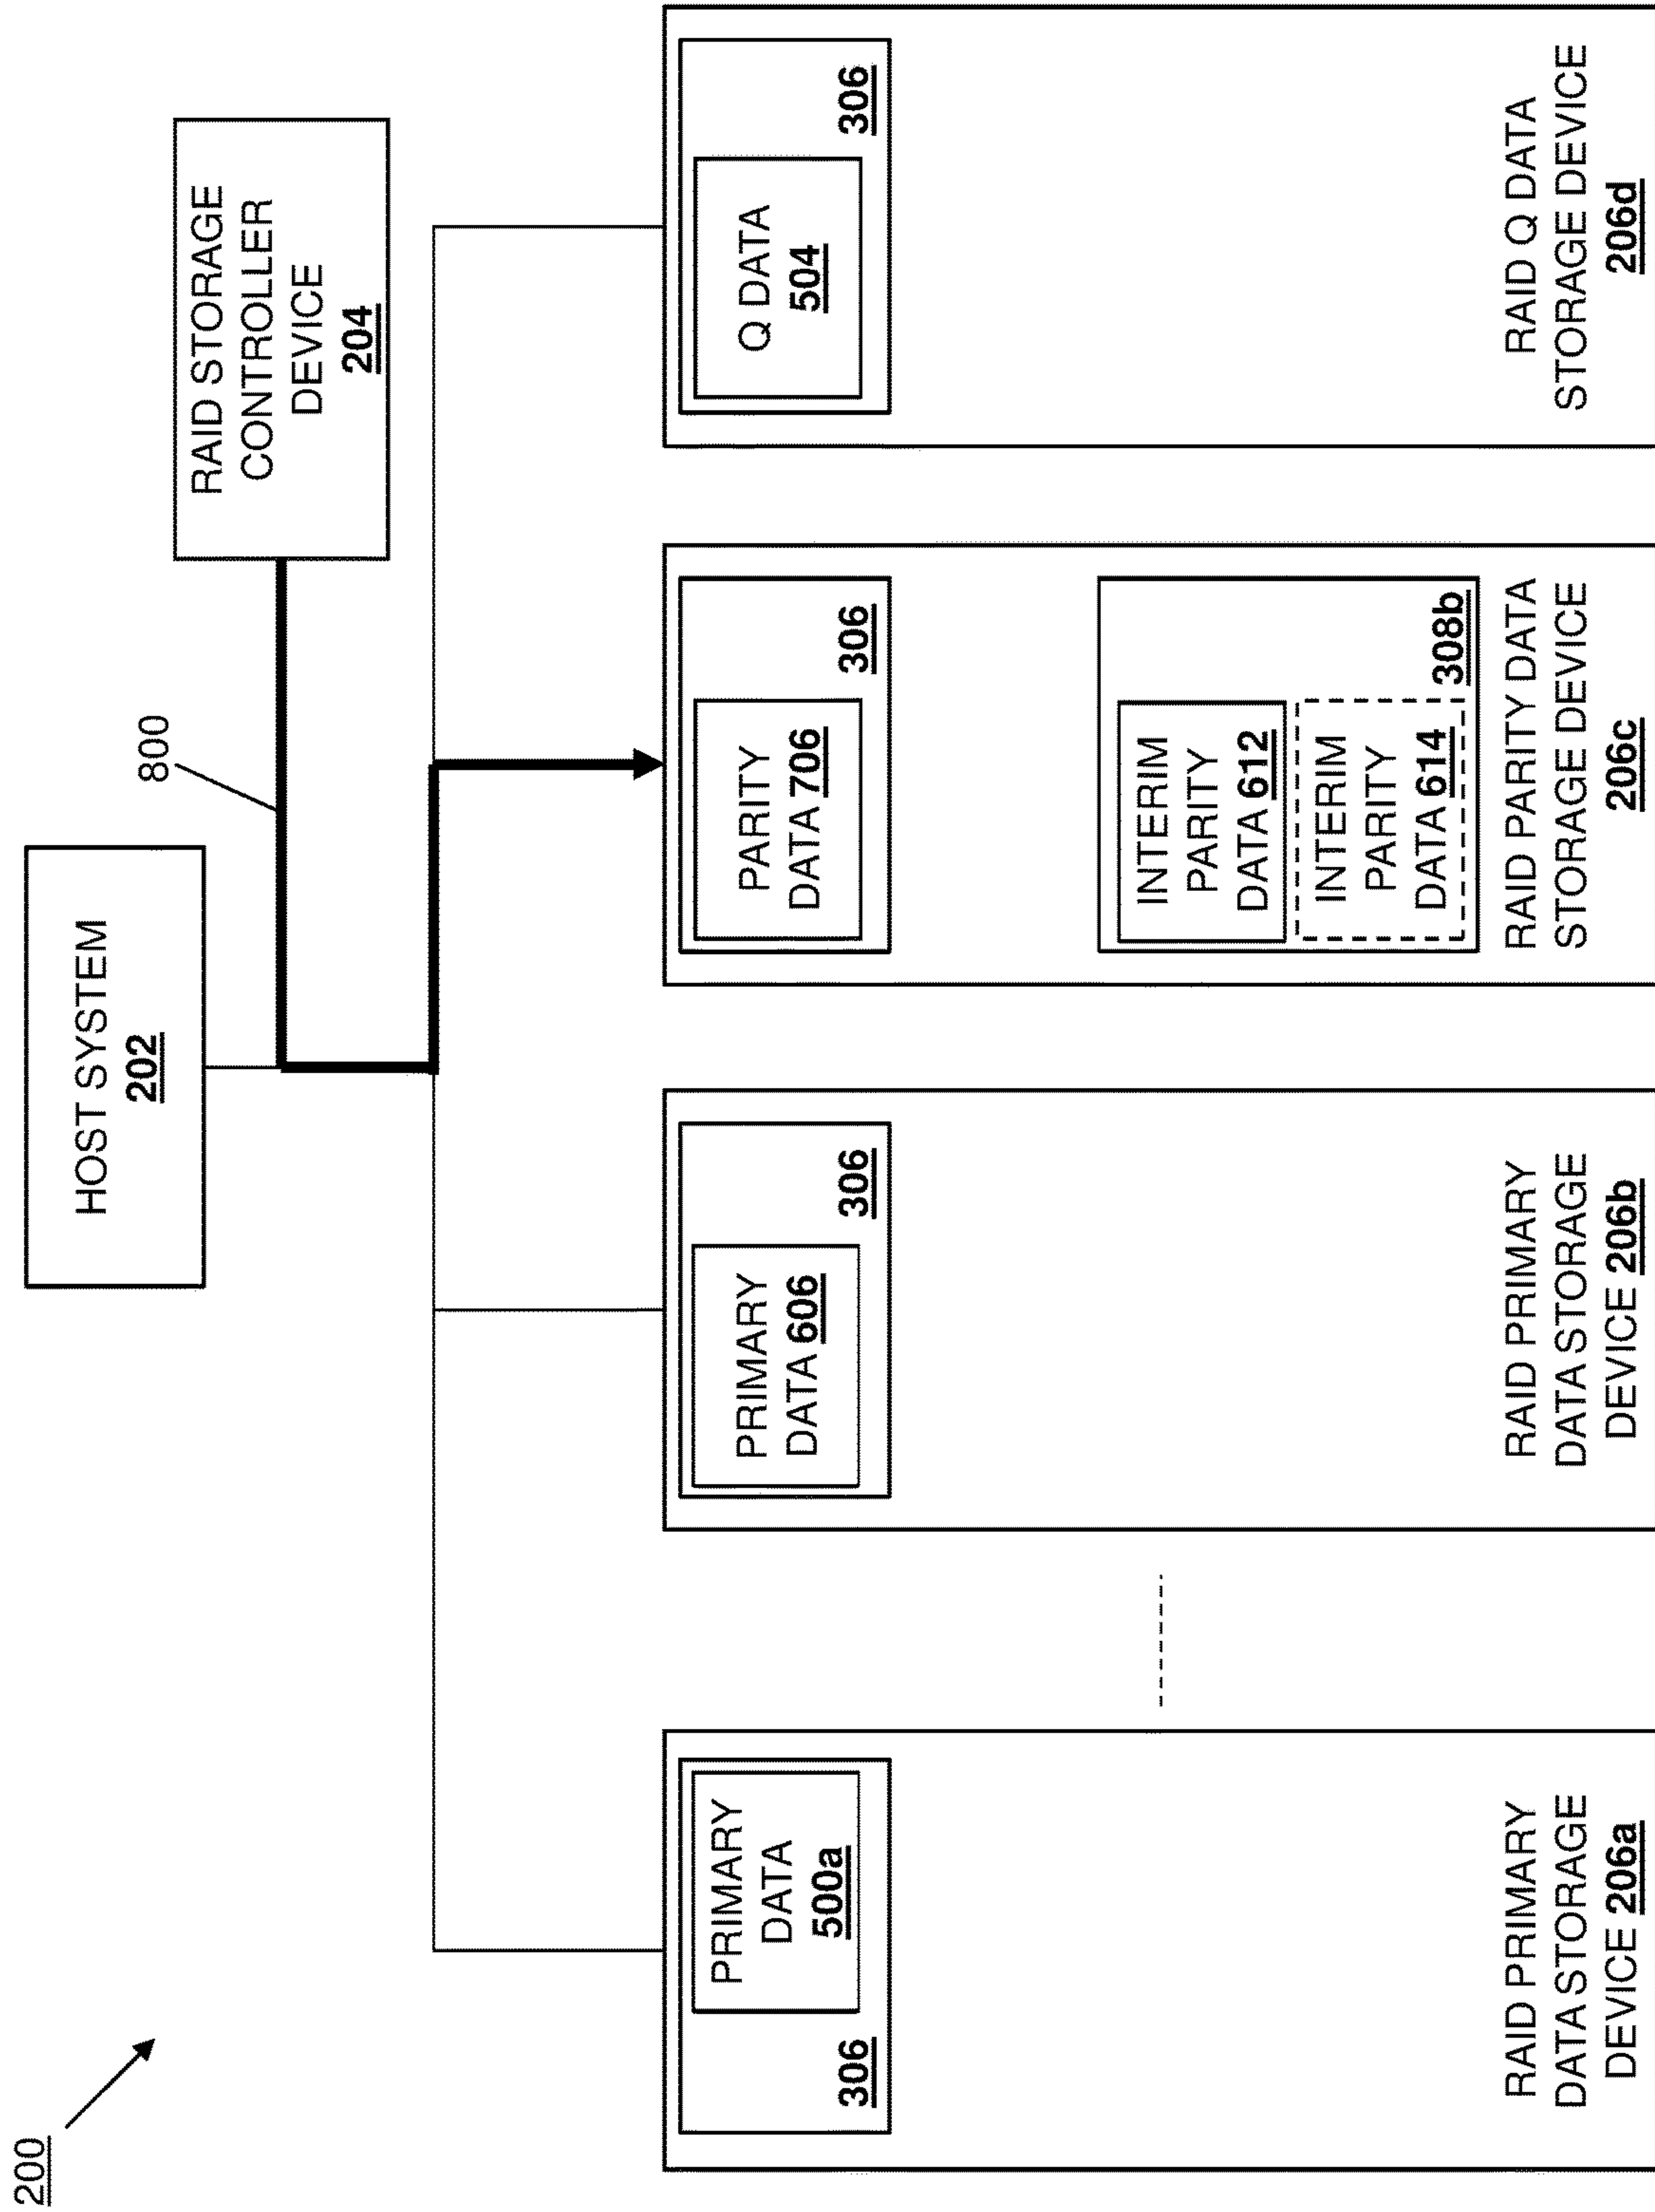 200
HOST SYSTEM
202
800
RAID STORAGE
CONTROLLER
DEVICE
204
PRIMARY
DATA
500a
306
RAID PRIMARY
DATA STORAGE
DEVICE 206a
PRIMARY
DATA 606
306
RAID PRIMARY
DATA STORAGE
DEVICE 206b
PARITY
DATA 706
306
INTERIM
PARITY
DATA 612
INTERIM
PARITY
DATA 614
308b
RAID PARITY DATA
STORAGE DEVICE
206c
Q DATA
504
306
RAID Q DATA
STORAGE DEVICE
206d